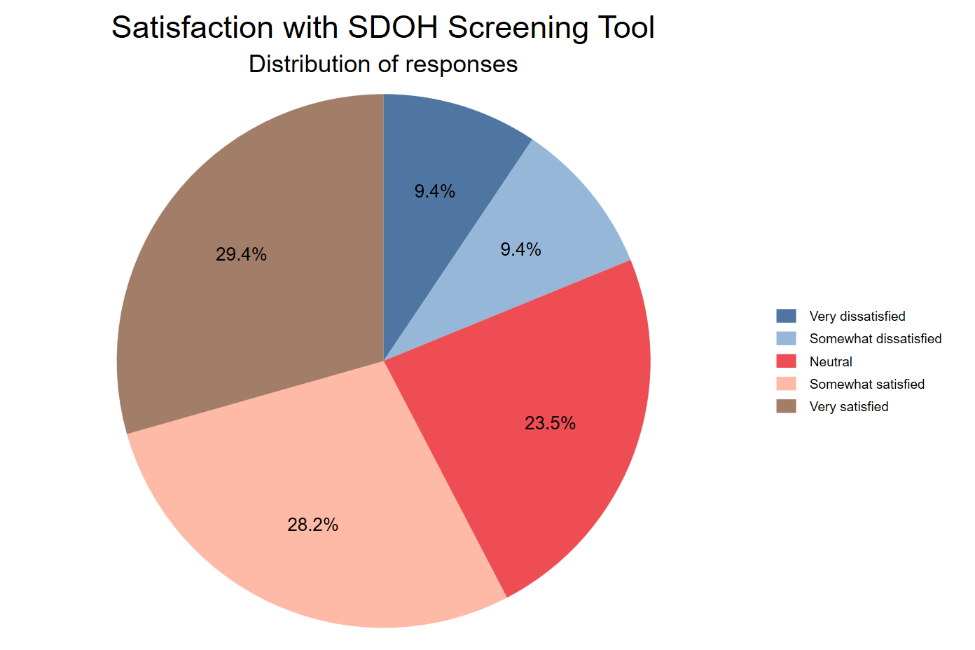 Satisfaction with SDOH Screening Tool
Distribution of responses
9.4%
9.4%
29.4%
23.5%
28.2%
Very dissatisfied
Somewhat dissatisfied
Neutral
Somewhat satisfied
Very satisfied